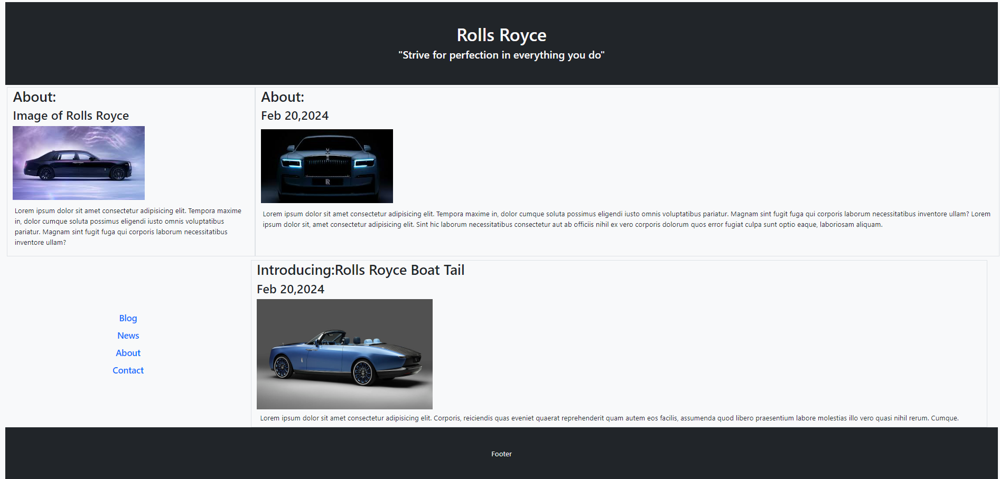 Rolls Royce
"Strive for perfection in everything you do"
About:
Image of Rolls Royce
Lorem ipsum dolor sit amet consectetur adipisicing elit. Tempora maxime
in, dolor cumque soluta possimus eligendi iusto omnis voluptatibus
pariatur. Magnam sint fugit fuga qui corporis laborum necessitatibus
inventore ullam?
About:
Feb 20,2024
Lorem ipsum dolor sit amet consectetur adipisicing elit. Tempora maxime in, dolor cumque soluta possimus eligendi iusto omnis voluptatibus pariatur. Magnam sint fugit fuga qui corporis laborum necessitatibus inventore ullam? Lorem
ipsum dolor sit, amet consectetur adipisicing elit. Sint hic laborum necessitatibus consectetur aut ab officiis nihil ex vero corporis dolorum quos error fugiat culpa sunt optio eaque, laboriosam aliquam.
Blog
News
About
Contact
Introducing:Rolls Royce Boat Tail
Feb 20,2024
Lorem ipsum dolor sit amet consectetur adipisicing elit. Corporis, reiciendis quas eveniet quaerat reprehenderit quam autem eos facilis, assumenda quod libero praesentium labore molestias illo vero quasi nihil rerum. Cumque.
Footer